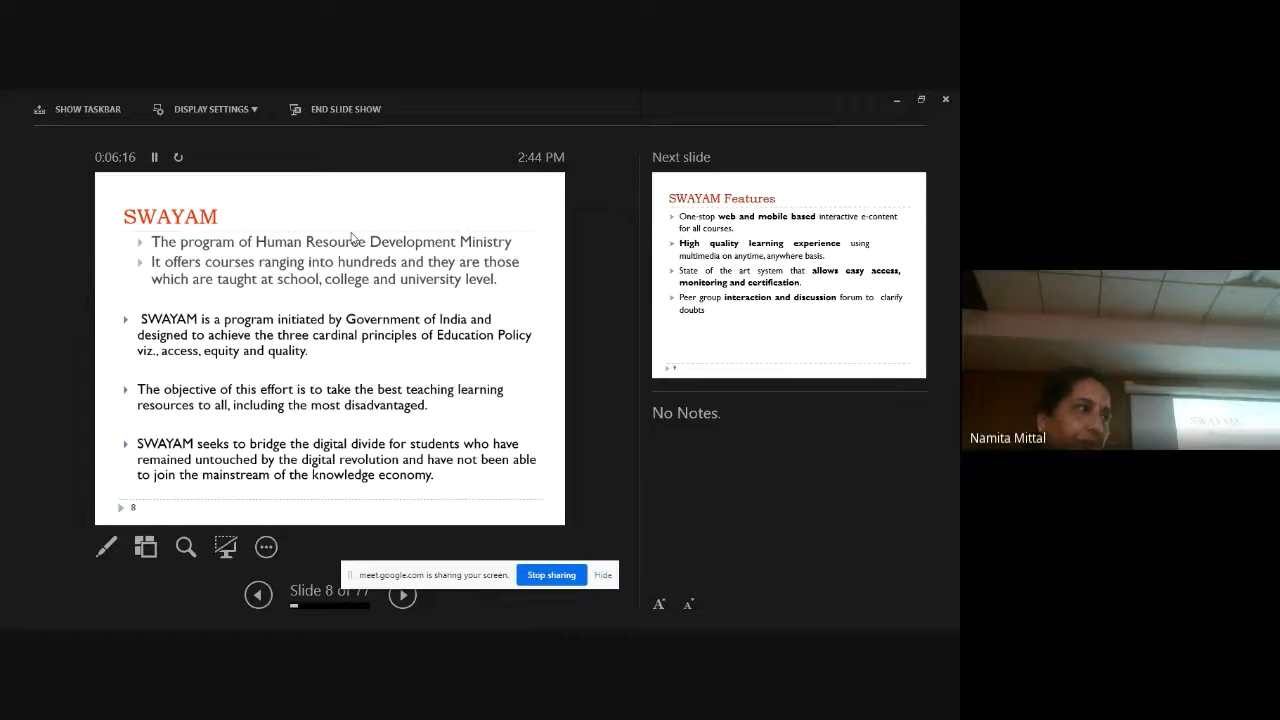 SHOW TASKBAR
DISPLAY SETTINGS
END SLIDE SHOW
0:06:16
2:44 PM
SWAYAM
The program of Human Resource Development Ministry
It offers courses ranging into hundreds and they are those
which are taught at school, college and university level.
SWAYAM is a program initiated by Government of India and
designed to achieve the three cardinal principles of Education Policy
viz., access, equity and quality.
The objective of this effort is to take the best teaching learning
resources to all, including the most disadvantaged.
SWAYAM seeks to bridge the digital divide for students who have
remained untouched by the digital revolution and have not been able
to join the mainstream of the knowledge economy.
8
meet.google.com is sharing your screen.
Stop sharing
Hide
Slide 8 of 77
Next slide
SWAYAM Features
One-stop web and mobile based interactive e-content
for all courses.
High quality learning experience using
multimedia on anytime, anywhere basis.
State of the art system that allows easy access,
monitoring and certification.
Peer group interaction and discussion forum to clarify
doubts
9
No Notes.
A
A
Namita Mittal
SWAYAM